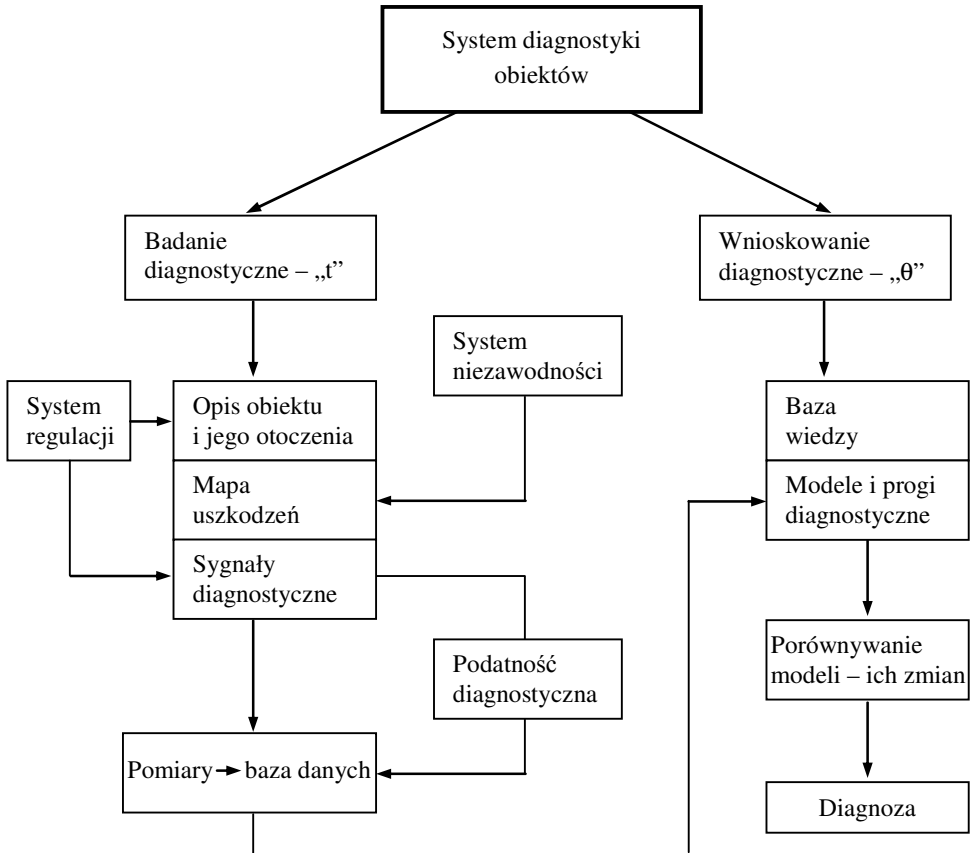 System diagnostyki
obiektów
Badanie
diagnostyczne – „t”
Wnioskowanie
diagnostyczne – „θ”
System
niezawodności
System
regulacji
Opis obiektu
i jego otoczenia
Mapa
uszkodzeń
Sygnały
diagnostyczne
Podatność
diagnostyczna
Pomiary → baza danych
Baza
wiedzy
Modele i progi
diagnostyczne
Porównywanie
modeli – ich zmian
Diagnoza